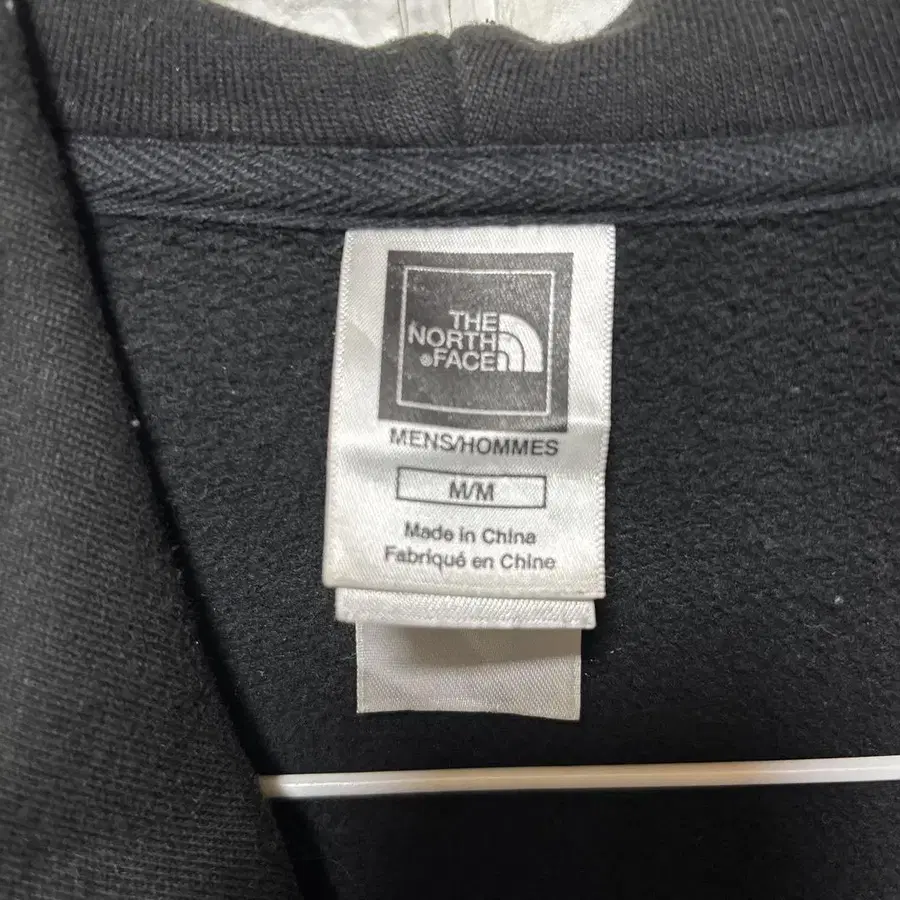 THE
NORTH
®FACE
MENS/HOMMES
M/M
Made in China
Fabriqué en Chine